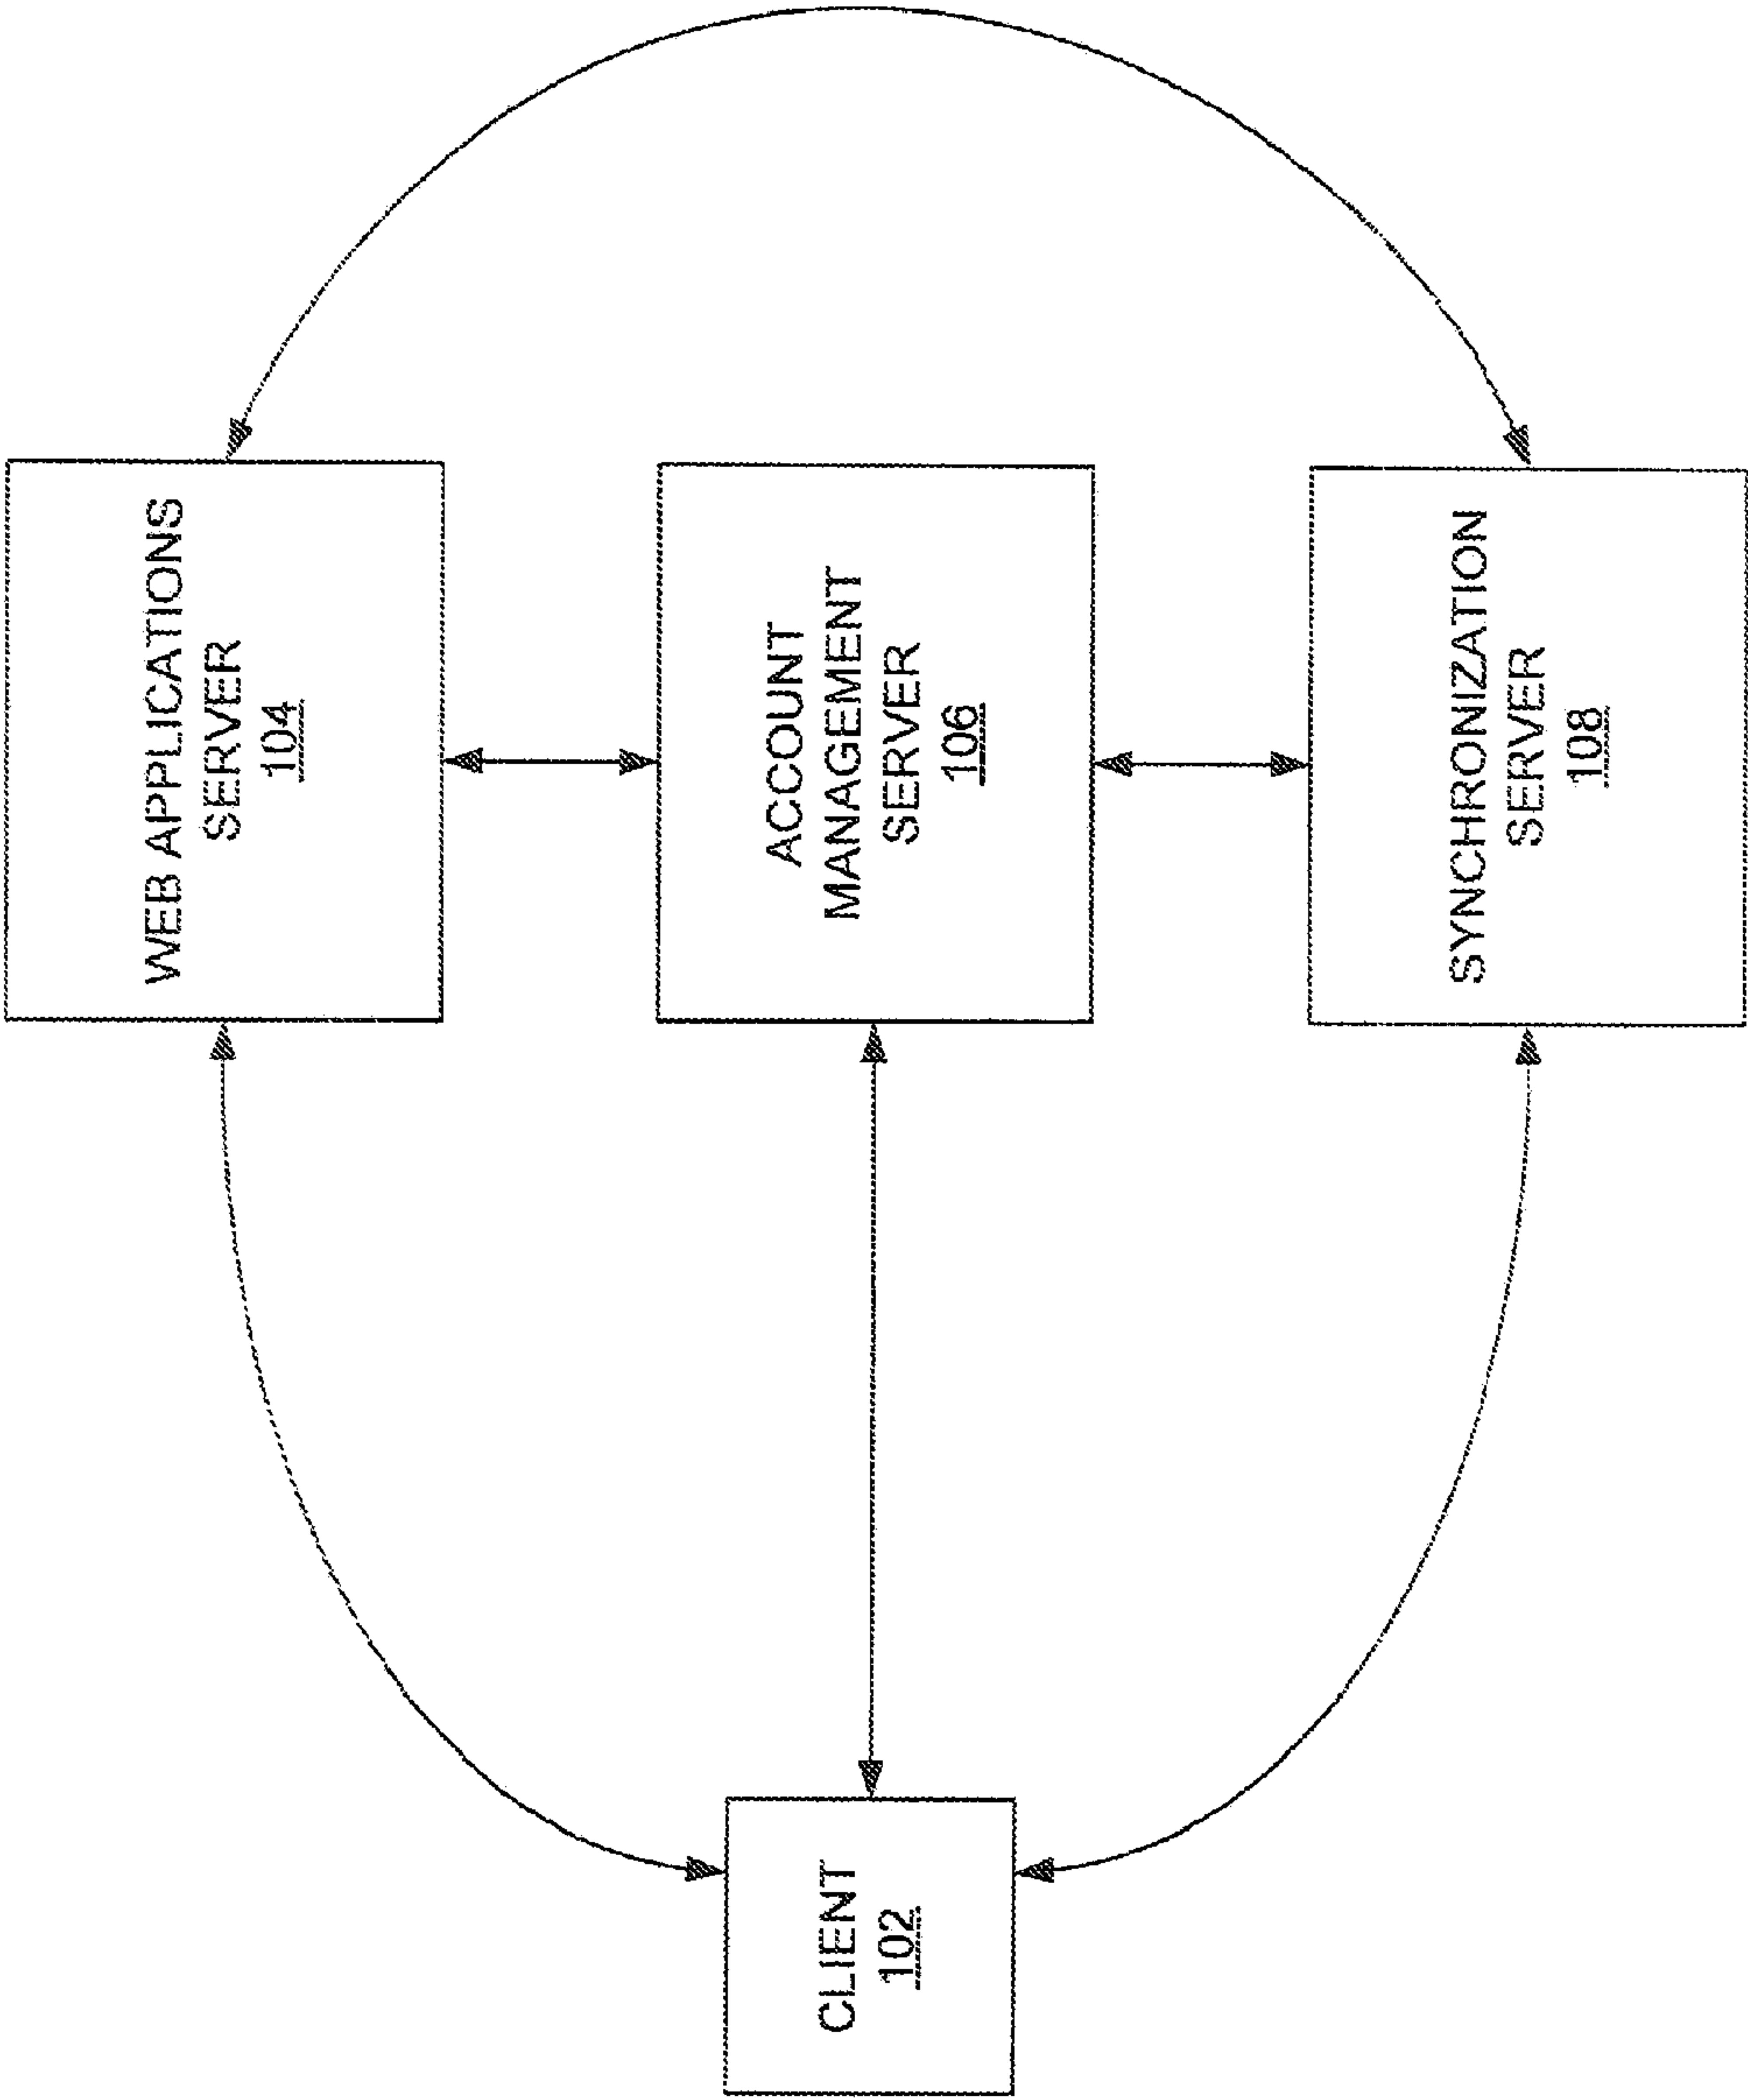 WEB APPLICATIONS
SERVER
104
ACCOUNT
MANAGEMENT
SERVER
106
SYNCHRONIZATION
SERVER
108
CLIENT
102